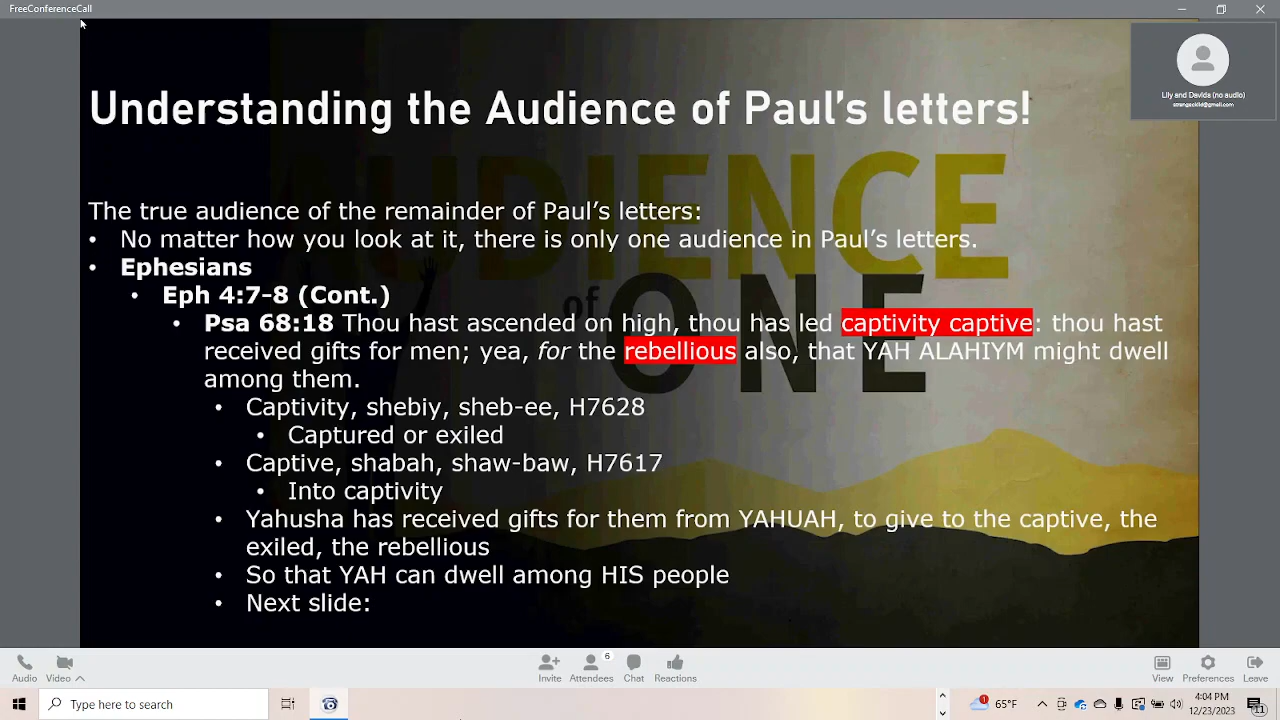 FreeConferenceCall
Lily and Davids (no audio)
Understanding the Audience of Paul's letters!
AUDIENCE
of ONE
The true audience of the remainder of Paul's letters:
• No matter how you look at it, there is only one audience in Paul's letters.
• Ephesians
• Eph 4:7-8 (Cont.)
• Psa 68:18 Thou hast ascended on high, thou has led captivity captive: thou hast
received gifts for men; yea, for the rebellious also, that YAH ALAHIYM might dwell
among them.
• Captivity, shebiy, sheb-ee, H7628
• Captured or exiled
• Captive, shabah, shaw-baw, H7617
• Into captivity
• Yahusha has received gifts for them from YAHUAH, to give to the captive, the
exiled, the rebellious
• So that YAH can dwell among HIS people
• Next slide:
6
Audio Video Invite Attendees Chat Reactions View Preferences Leave
Type here to search
1
65°F
4:04 PM
12/23/2023
11